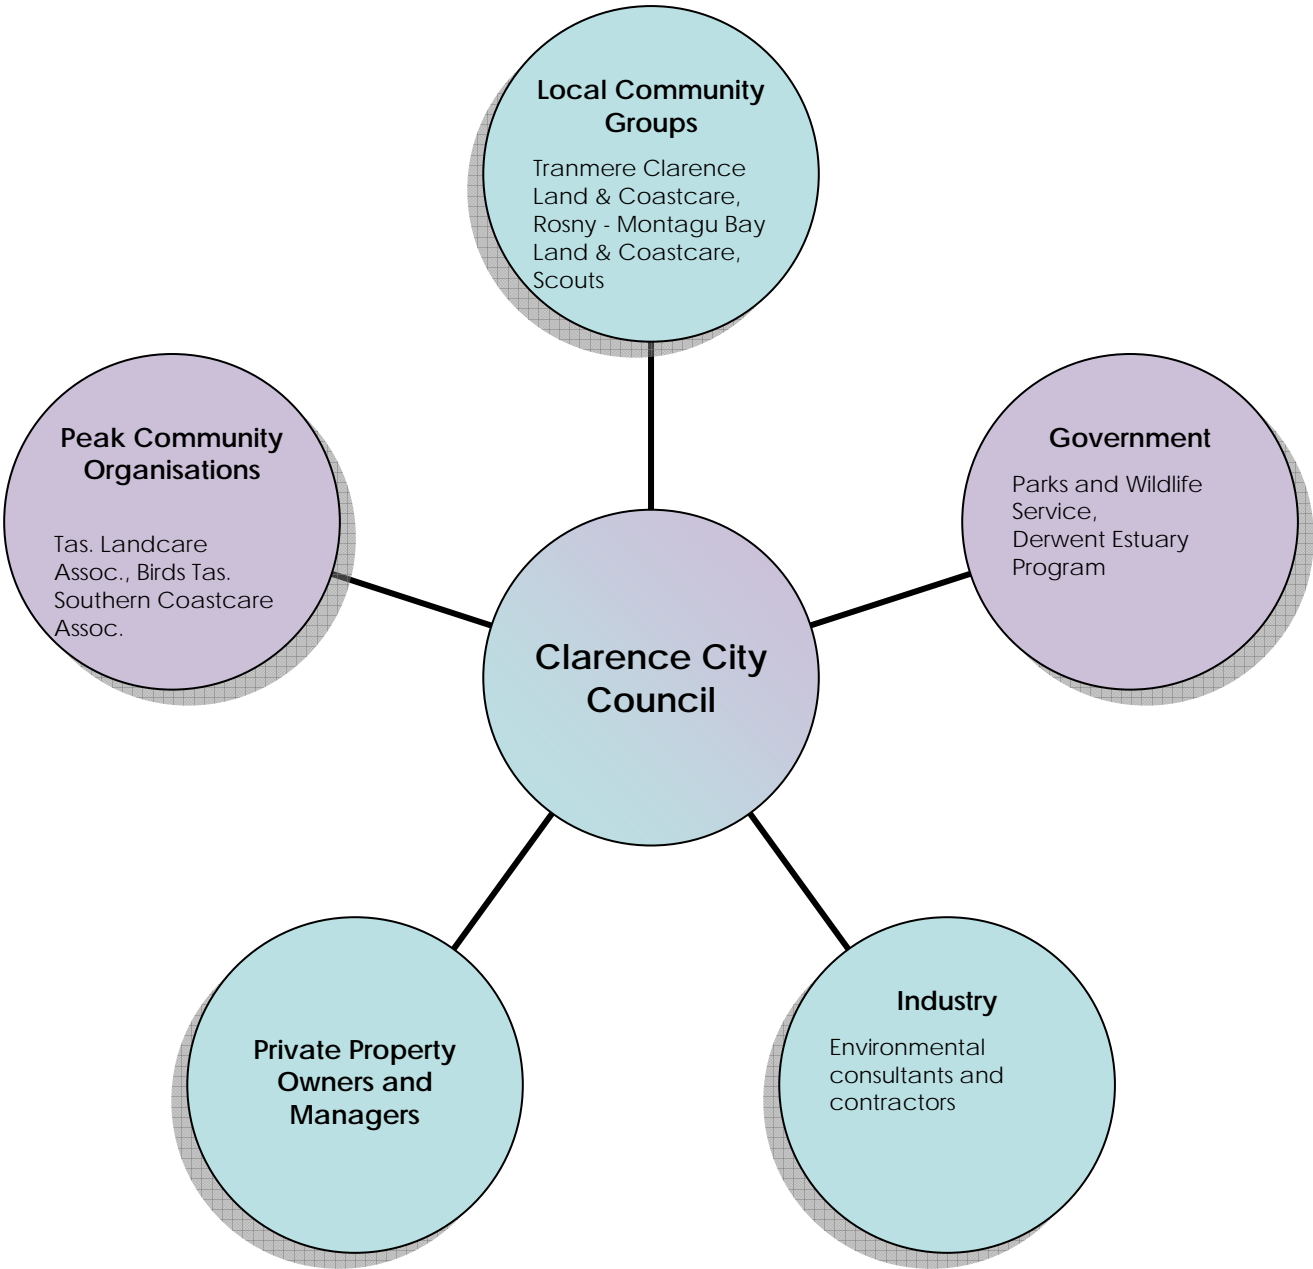 Local Community
Groups
Tranmere Clarence
Land & Coastcare,
Rosny - Montagu Bay
Land & Coastcare,
Scouts
Peak Community
Organisations
Tas. Landcare
Assoc., Birds Tas.
Southern Coastcare
Assoc.
Government
Parks and Wildlife
Service,
Derwent Estuary
Program
Clarence City
Council
Private Property
Owners and
Managers
Industry
Environmental
consultants and
contractors